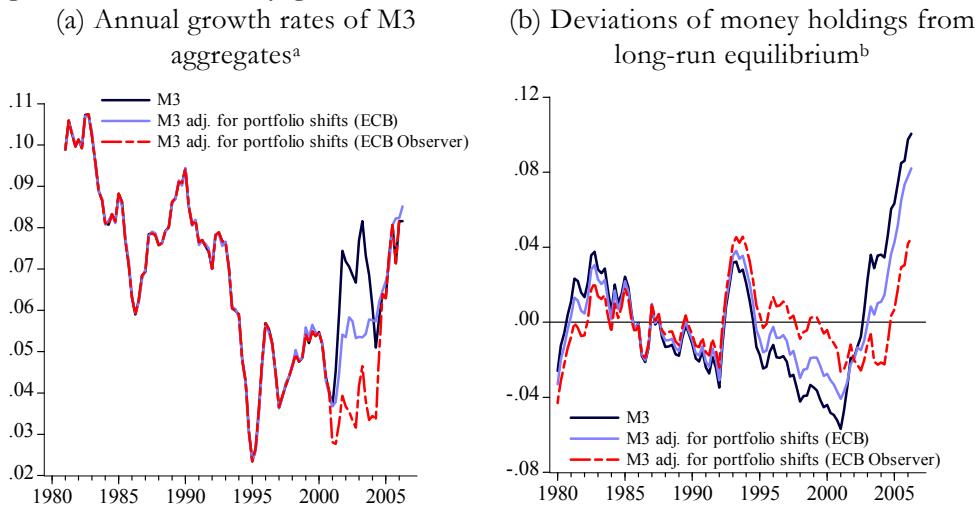 (a) Annual growth rates of M3
aggregatesᵃ
M3
M3 adj. for portfolio shifts (ECB)
M3 adj. for portfolio shifts (ECB Observer)
.11
.10
.09
.08
.07
.06
.05
.04
.03
.02
1980 1985 1990 1995 2000 2005
(b) Deviations of money holdings from
long-run equilibriumᵇ
.12
.08
.04
.00
-.04
-.08
M3
M3 adj. for portfolio shifts (ECB)
M3 adj. for portfolio shifts (ECB Observer)
1980 1985 1990 1995 2000 2005